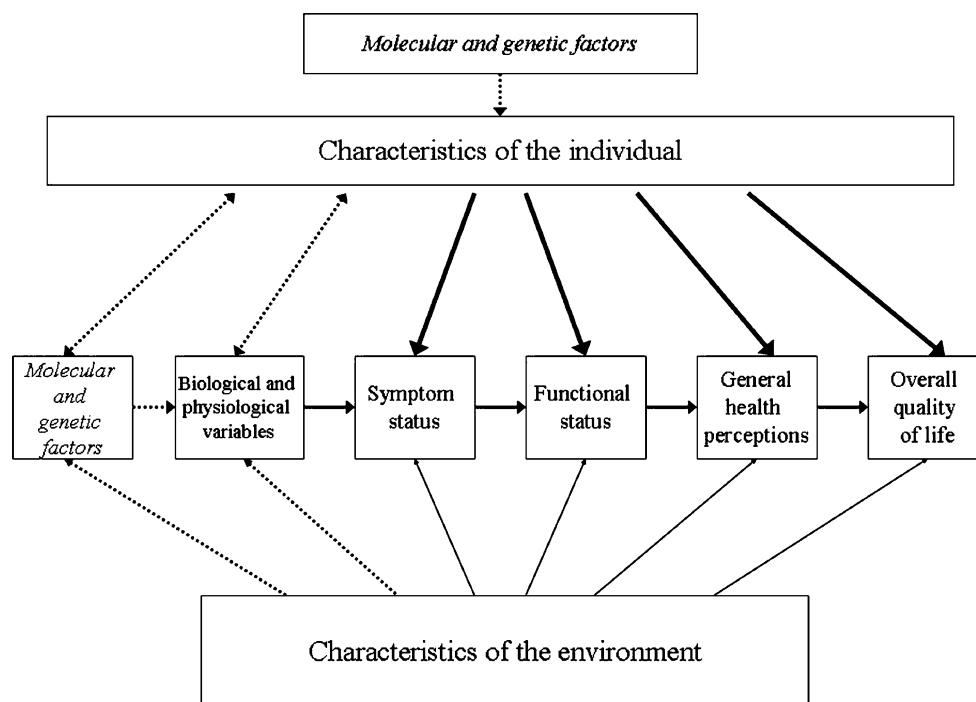 Molecular and genetic factors
Characteristics of the individual
Molecular
and
genetic
factors
Biological and
physiological
variables
Symptom
status
Functional
status
General
health
perceptions
Overall
quality
of life
Characteristics of the environment